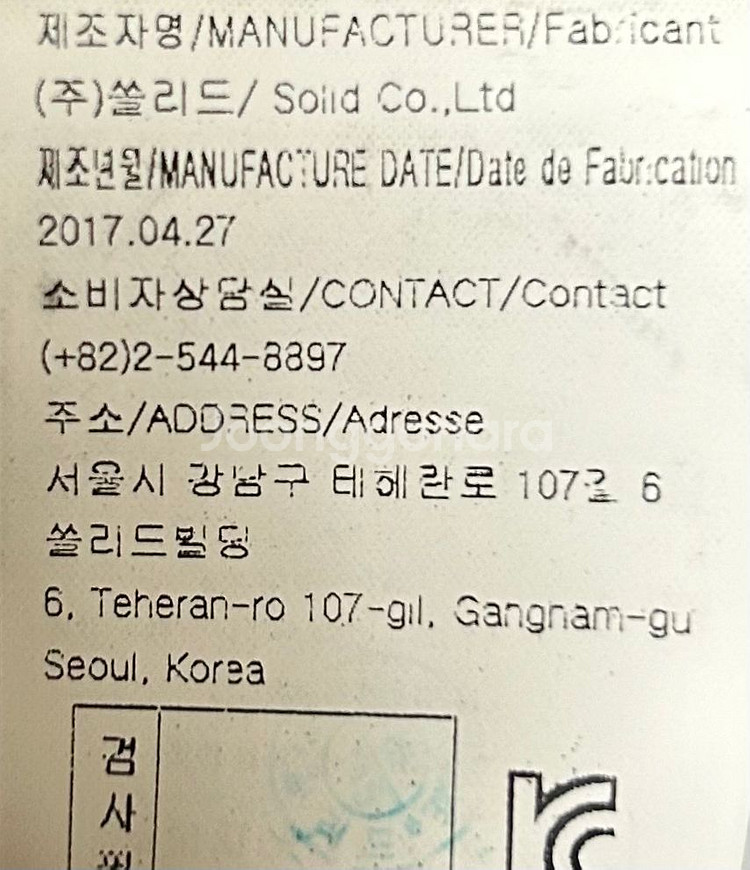 제조자명/MANUFACTURER/Fabricant
(주)쏠리드/ Solid Co.,Ltd
제조년월/MANUFACTURE DATE/Date de Fabrication
2017.04.27
소비자상담실/CONTACT/Contact
(+82)2-544-8897
주소/ADDRESS/Adresse
joonggonara
서울시 강남구 테헤란로 107길 6
쏠리드빌딩
6, Teheran-ro 107-gil, Gangnam-gu
Seoul, Korea
검
사
필